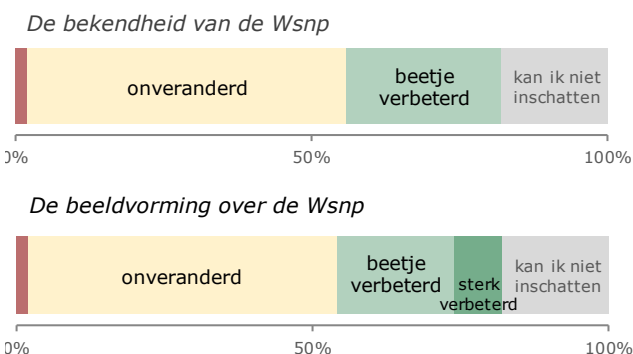 De bekendheid van de Wsnp
onveranderd
beetje
verbeterd
kan ik niet
inschatten
0% 50% 100%
De beeldvorming over de Wsnp
onveranderd
beetje
verbeterd
sterk
verbeterd
kan ik niet
inschatten
0% 50% 100%